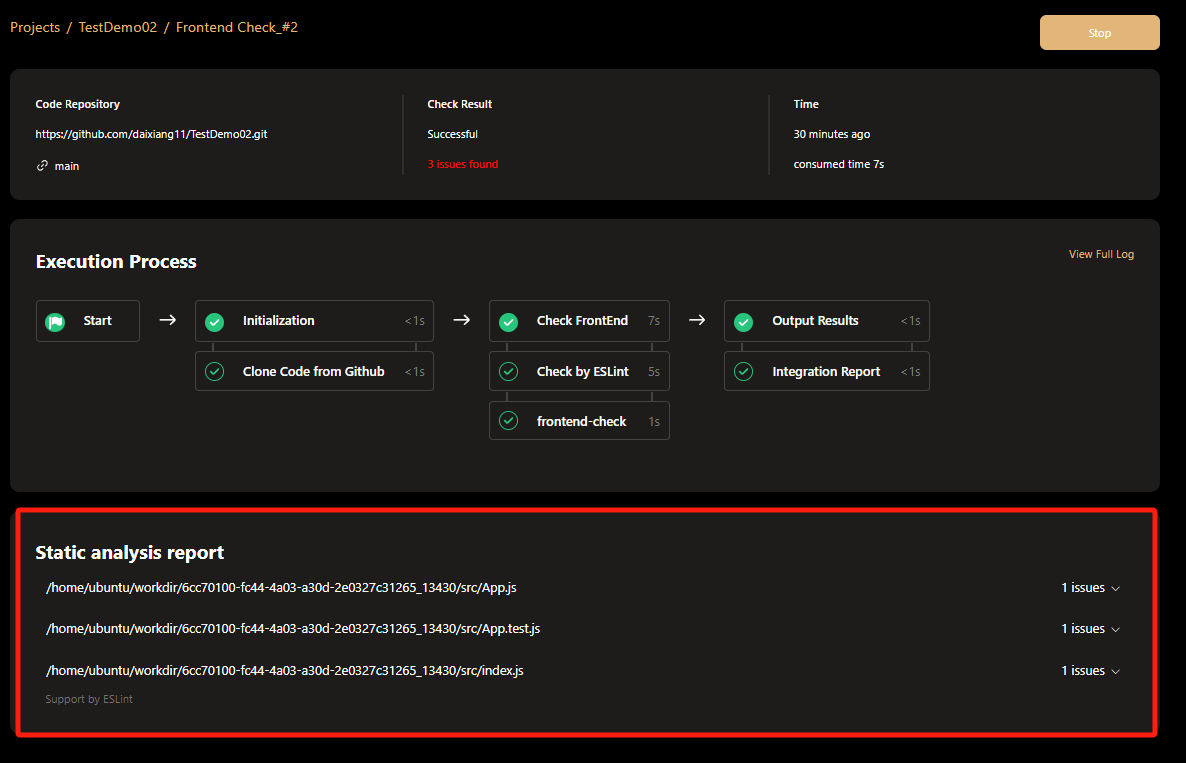 Projects / TestDemo02 / Frontend Check_#2
Stop
Code Repository
https://github.com/daixiang11/TestDemo02.git
main
Check Result
Successful
3 issues found
Time
30 minutes ago
consumed time 7s
Execution Process
View Full Log
Start
Initialization <1s
Clone Code from Github <1s
Check FrontEnd 7s
Check by ESLint 5s
frontend-check 1s
Output Results <1s
Integration Report <1s
Static analysis report
/home/ubuntu/workdir/6cc70100-fc44-4a03-a30d-2e0327c31265_13430/src/App.js 1 issues
/home/ubuntu/workdir/6cc70100-fc44-4a03-a30d-2e0327c31265_13430/src/App.test.js 1 issues
/home/ubuntu/workdir/6cc70100-fc44-4a03-a30d-2e0327c31265_13430/src/index.js 1 issues
Support by ESLint